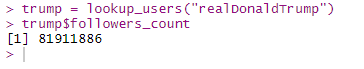 > trump = lookup_users("realDonaldTrump")
> trump$followers_count
[1] 81911886
>